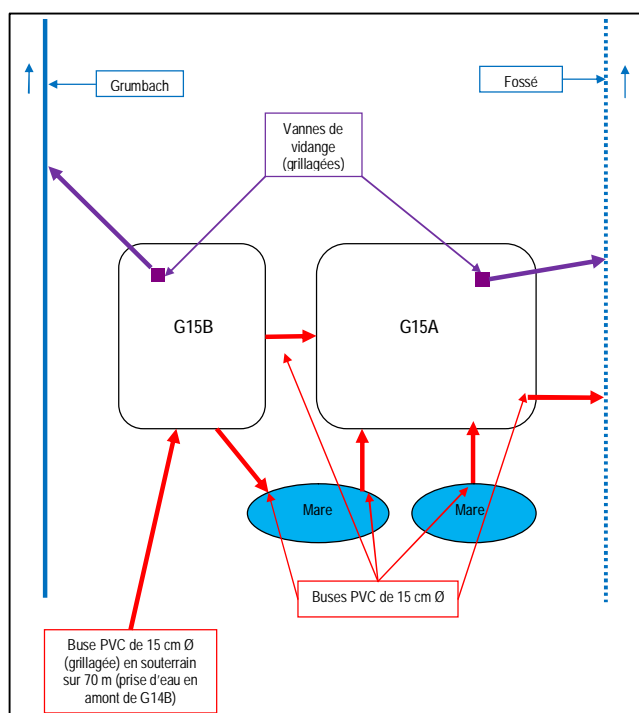 Grumbach
Fossé
Vannes de
vidange
(grillagées)
G15B
G15A
Mare
Mare
Buses PVC de 15 cm Ø
Buse PVC de 15 cm Ø
(grillagée) en souterrain
sur 70 m (prise d'eau en
amont de G14B)